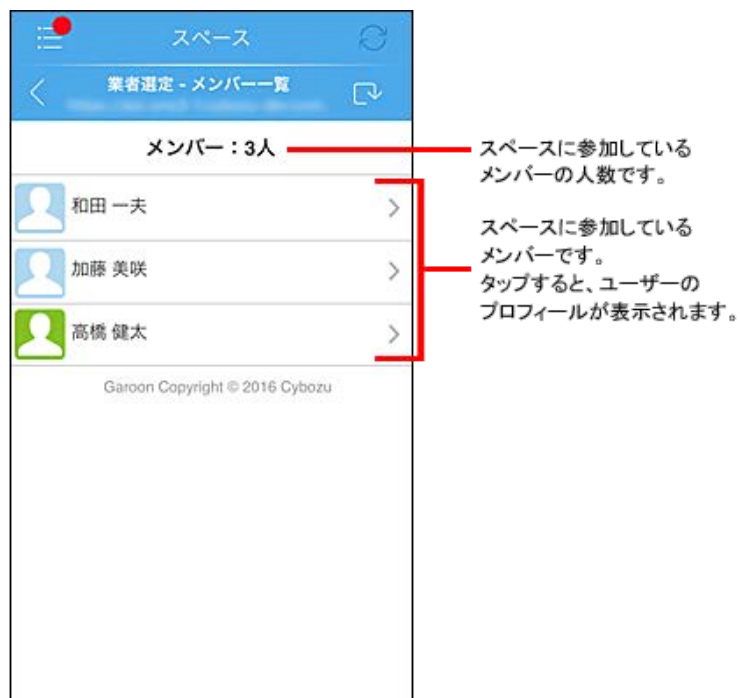 スペース
業者選定 - メンバー一覧
メンバー：3人
スペースに参加している
メンバーの人数です。
和田 一夫
加藤 美咲
高橋 健太
スペースに参加している
メンバーです。
タップすると、ユーザーの
プロフィールが表示されます。
Garoon Copyright © 2016 Cybozu